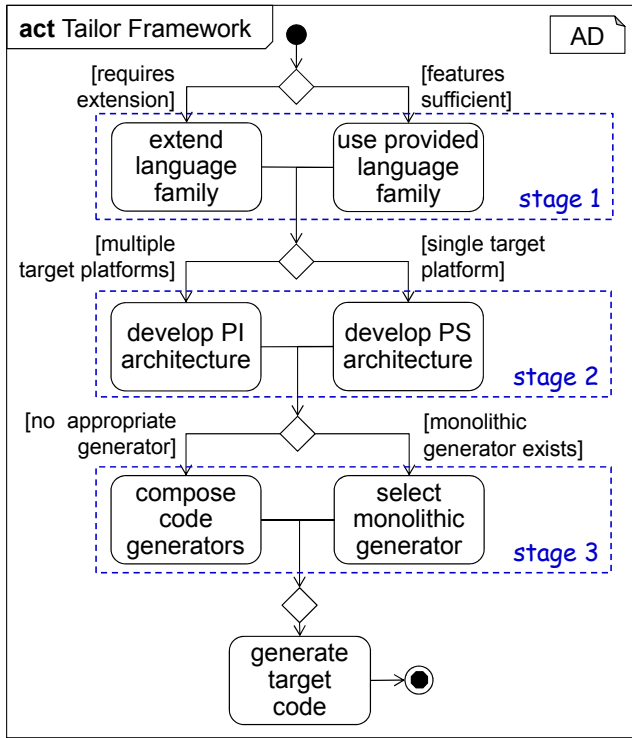 act Tailor Framework
AD
[requires
extension]
[features
sufficient]
extend
language
family
use provided
language
family
stage 1
[multiple
target platforms]
[single target
platform]
develop PI
architecture
develop PS
architecture
stage 2
[no appropriate
generator]
[monolithic
generator exists]
compose
code
generators
select
monolithic
generator
stage 3
generate
target
code